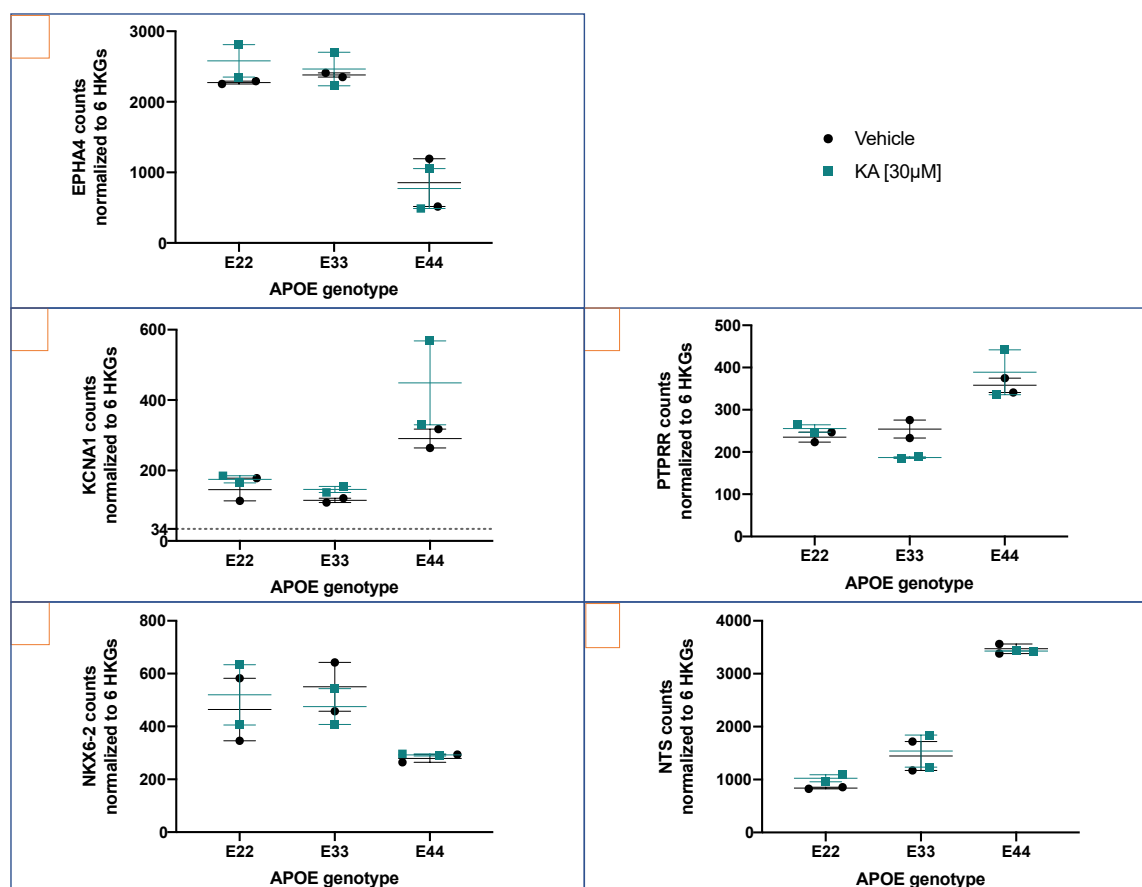 EPHA4 counts
normalized to 6 HKGs
3000
2000
1000
0
E22 E33 E44
APOE genotype
Vehicle
KA [30µM]
KCNA1 counts
normalized to 6 HKGs
600
400
200
34
0
E22 E33 E44
APOE genotype
PTPRR counts
normalized to 6 HKGs
500
400
300
200
100
0
E22 E33 E44
APOE genotype
NKX6-2 counts
normalized to 6 HKGs
800
600
400
200
0
E22 E33 E44
APOE genotype
NTS counts
normalized to 6 HKGs
4000
3000
2000
1000
0
E22 E33 E44
APOE genotype